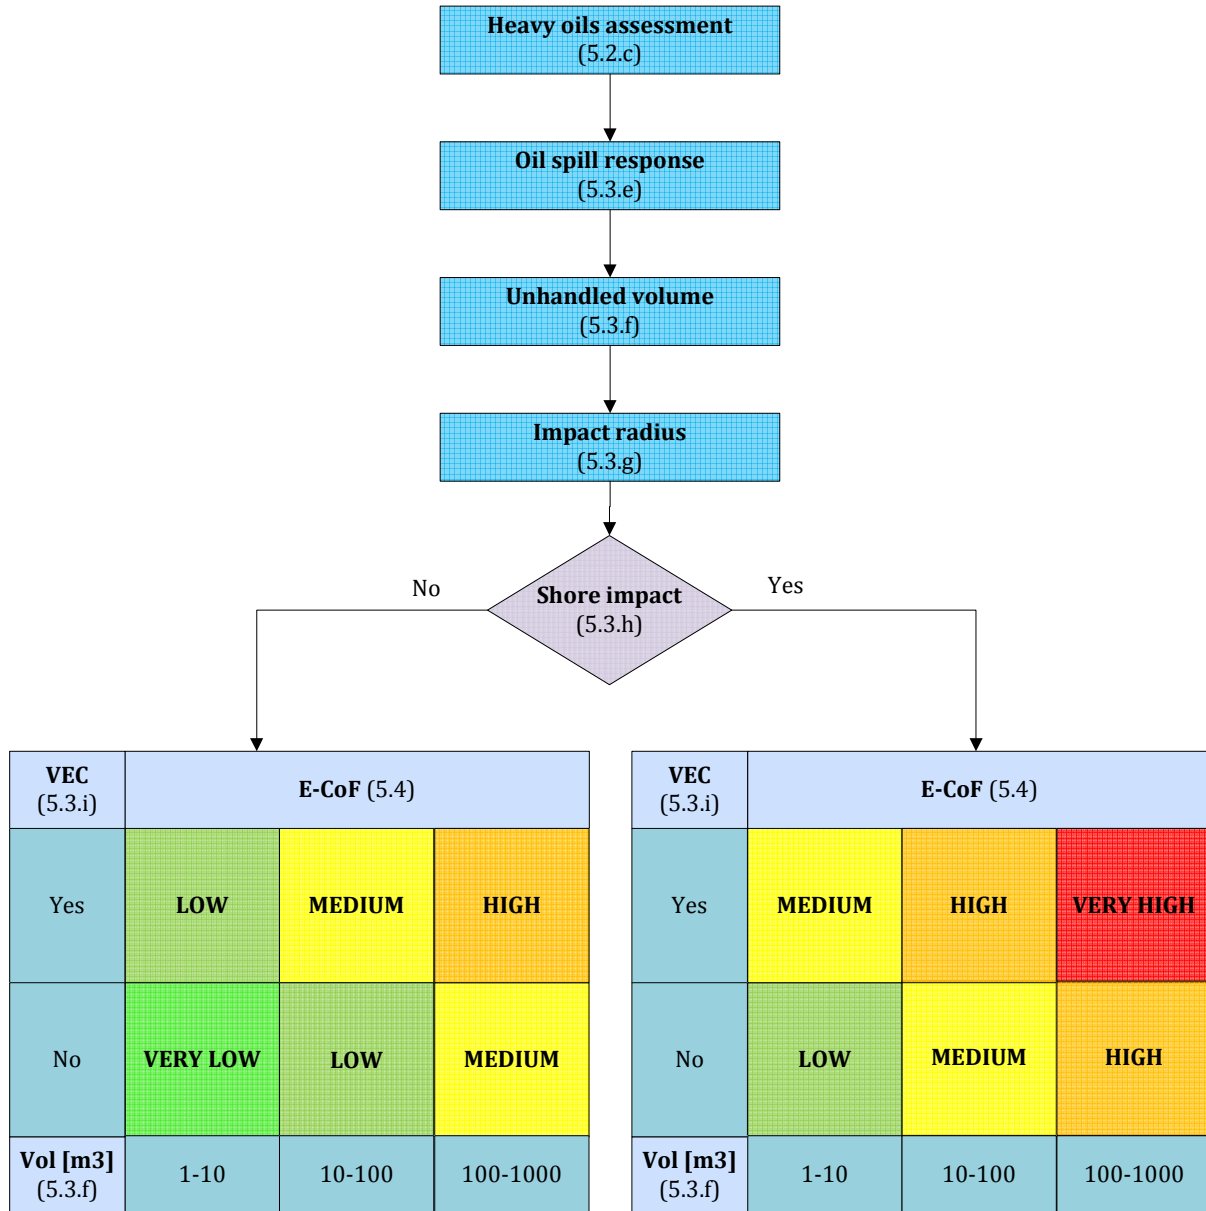 Heavy oils assessment
(5.2.c)
Oil spill response
(5.3.e)
Unhandled volume
(5.3.f)
Impact radius
(5.3.g)
Shore impact
(5.3.h)
No
Yes
VEC
(5.3.i)
E-CoF (5.4)
Yes
LOW
MEDIUM
HIGH
No
VERY LOW
LOW
MEDIUM
Vol [m3]
(5.3.f)
1-10
10-100
100-1000
VEC
(5.3.i)
E-CoF (5.4)
Yes
MEDIUM
HIGH
VERY HIGH
No
LOW
MEDIUM
HIGH
Vol [m3]
(5.3.f)
1-10
10-100
100-1000